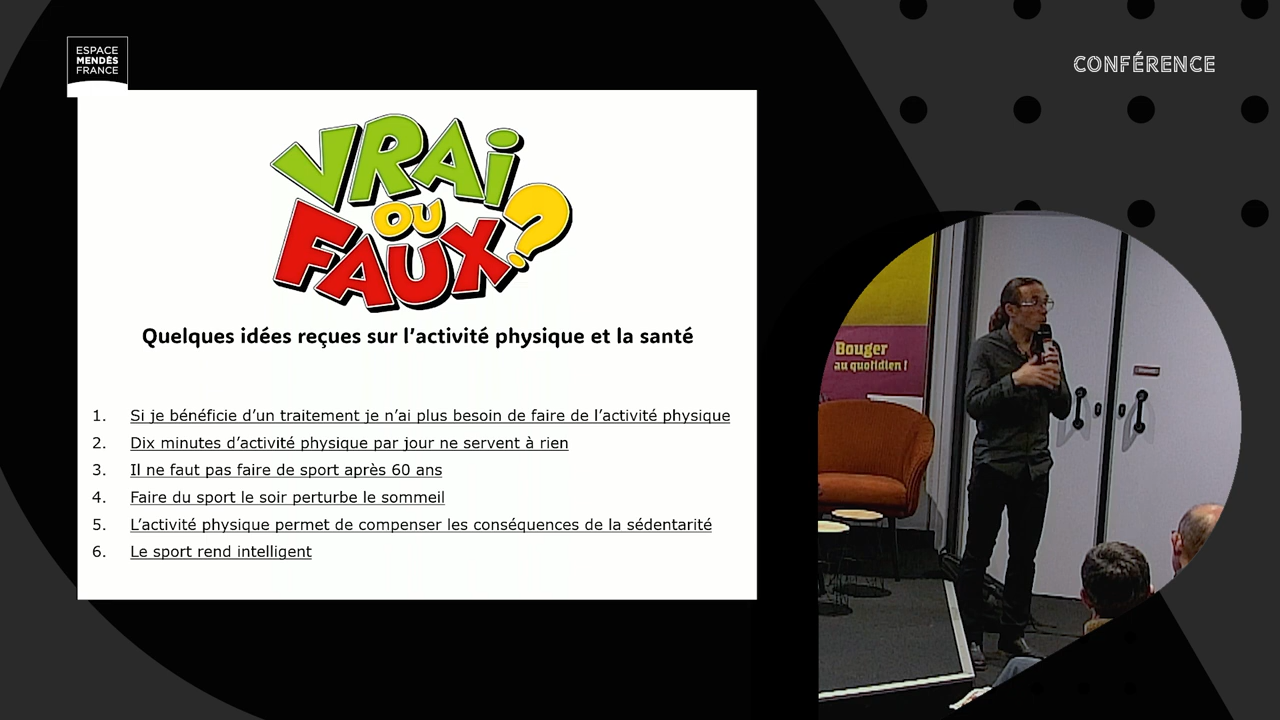 ESPACE
MENDÈS
FRANCE
CONFÉRENCE
VRAi
OU
FAUX ?
Quelques idées reçues sur l'activité physique et la santé
1. Si je bénéficie d'un traitement je n'ai plus besoin de faire de l'activité physique
2. Dix minutes d'activité physique par jour ne servent à rien
3. Il ne faut pas faire de sport après 60 ans
4. Faire du sport le soir perturbe le sommeil
5. L'activité physique permet de compenser les conséquences de la sédentarité
6. Le sport rend intelligent
Bouger
au quotidien !